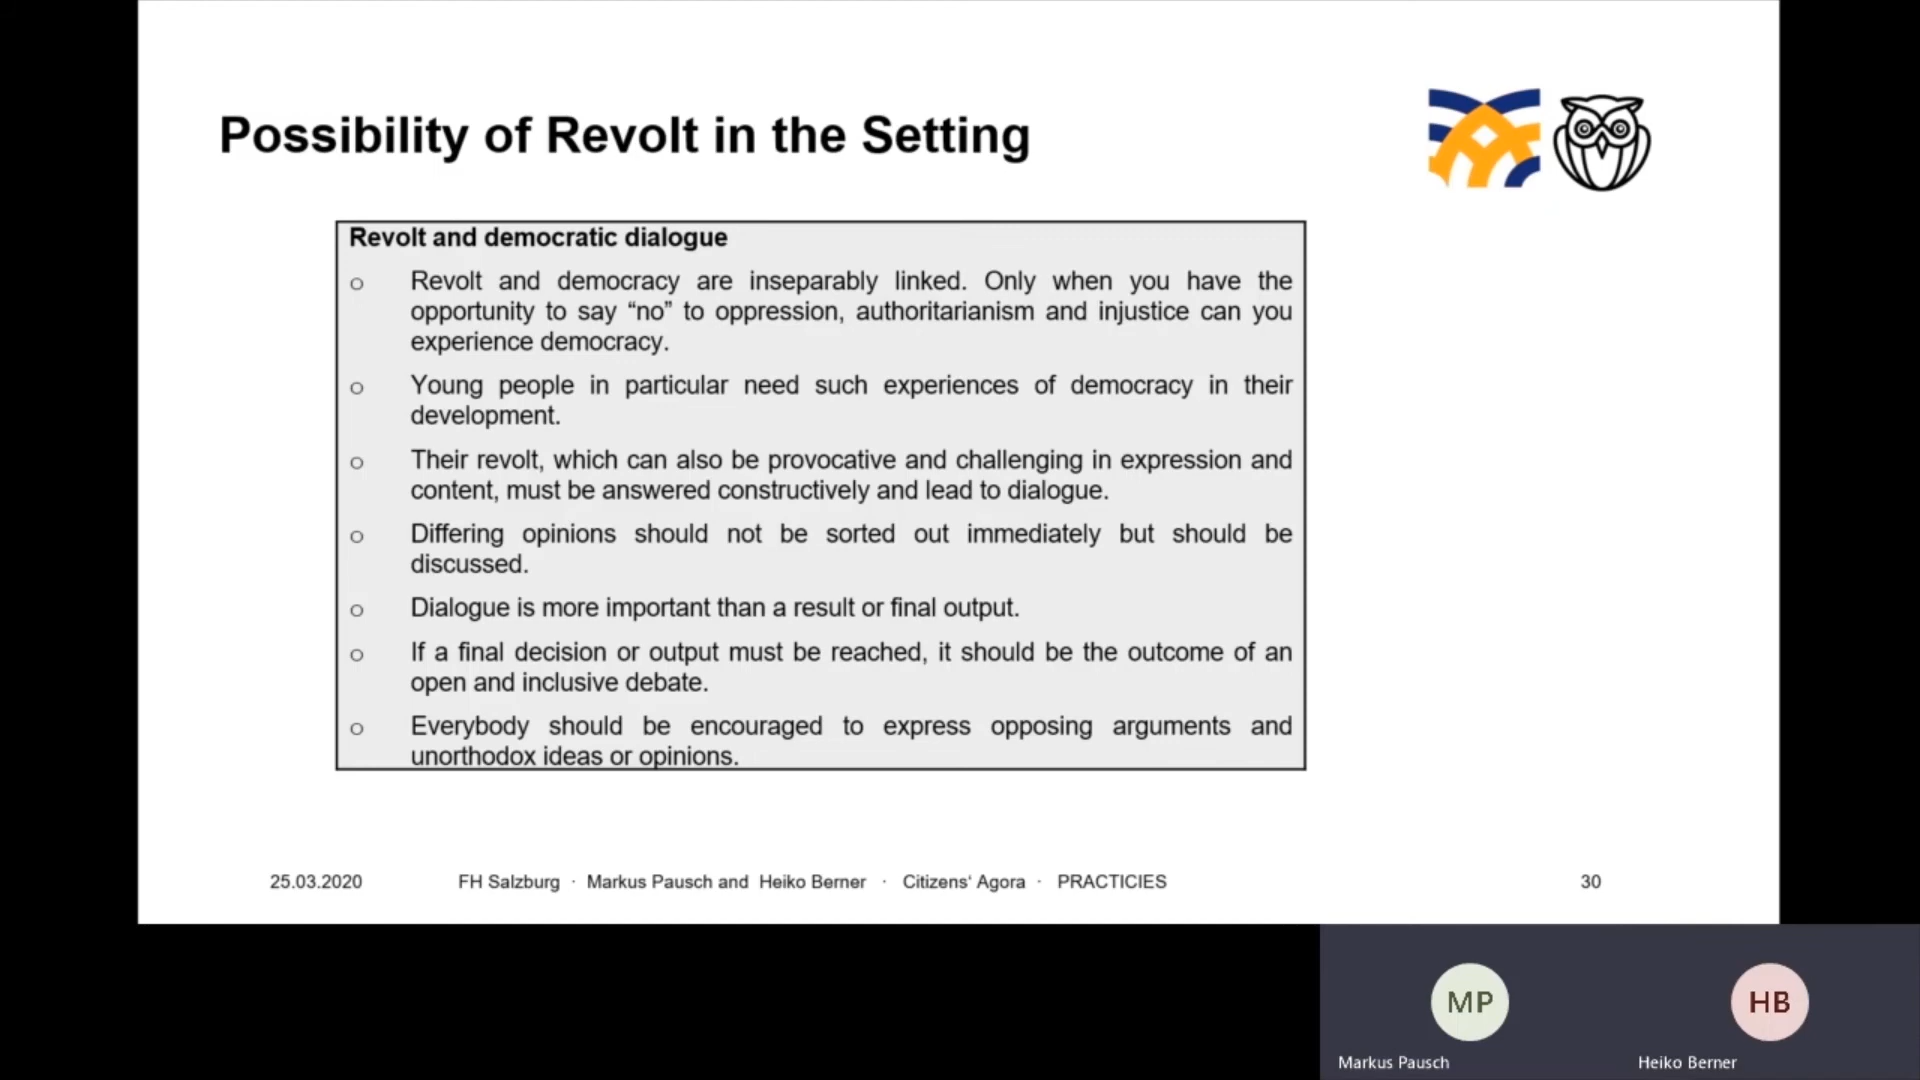 Possibility of Revolt in the Setting
Revolt and democratic dialogue
o Revolt and democracy are inseparably linked. Only when you have the
opportunity to say “no” to oppression, authoritarianism and injustice can you
experience democracy.
o Young people in particular need such experiences of democracy in their
development.
o Their revolt, which can also be provocative and challenging in expression and
content, must be answered constructively and lead to dialogue.
o Differing opinions should not be sorted out immediately but should be
discussed.
o Dialogue is more important than a result or final output.
o If a final decision or output must be reached, it should be the outcome of an
open and inclusive debate.
o Everybody should be encouraged to express opposing arguments and
unorthodox ideas or opinions.
25.03.2020 FH Salzburg · Markus Pausch and Heiko Berner · Citizens‘ Agora · PRACTICIES 30
MP HB
Markus Pausch Heiko Berner